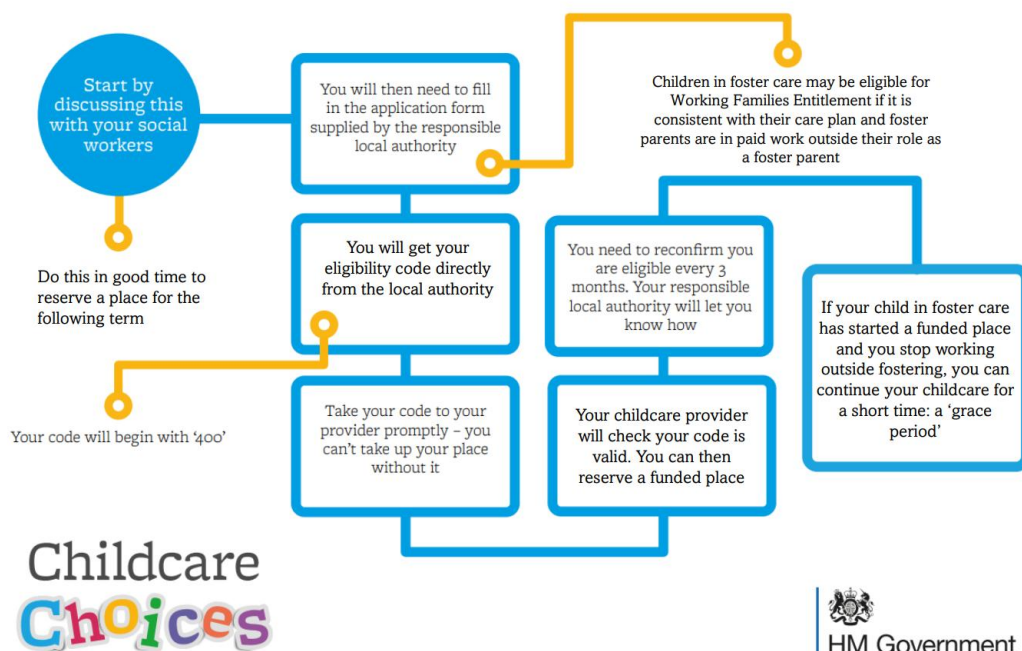 Start by
discussing this
with your social
workers
Do this in good time to
reserve a place for the
following term
You will then need to fill
in the application form
supplied by the responsible
local authority
Children in foster care may be eligible for
Working Families Entitlement if it is
consistent with their care plan and foster
parents are in paid work outside their role as
a foster parent
You will get your
eligibility code directly
from the local authority
Your code will begin with ‘400’
Take your code to your
provider promptly – you
can’t take up your place
without it
Your childcare provider
will check your code is
valid. You can then
reserve a funded place
You need to reconfirm you
are eligible every 3
months. Your responsible
local authority will let you
know how
If your child in foster care
has started a funded place
and you stop working
outside fostering, you can
continue your childcare for
a short time: a ‘grace
period’
Childcare
Choices
HM Government